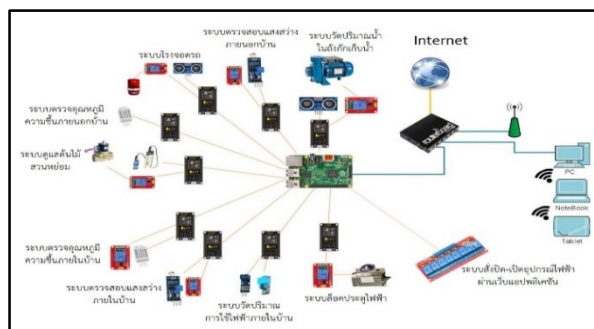 ระบบตรวจสอบแสงสว่าง
ภายนอกบ้าน
ระบบวัดปริมาณน้ำ
ในถังกักเก็บน้ำ
Internet
ระบบโรงจอดรถ
ระบบตรวจอุณหภูมิ
ความชื้นภายนอกบ้าน
ระบบดูแลต้นไม้
สวนหย่อม
PC
NoteBook
Tablet
ระบบตรวจอุณหภูมิ
ความชื้นภายในบ้าน
ระบบตรวจสอบแสงสว่าง
ภายในบ้าน
ระบบวัดปริมาณ
การใช้ไฟฟ้าภายในบ้าน
ระบบล็อคประตูไฟฟ้า
ระบบสั่งปิด-เปิดอุปกรณ์ไฟฟ้า
ผ่านเว็บแอปพลิเคชัน